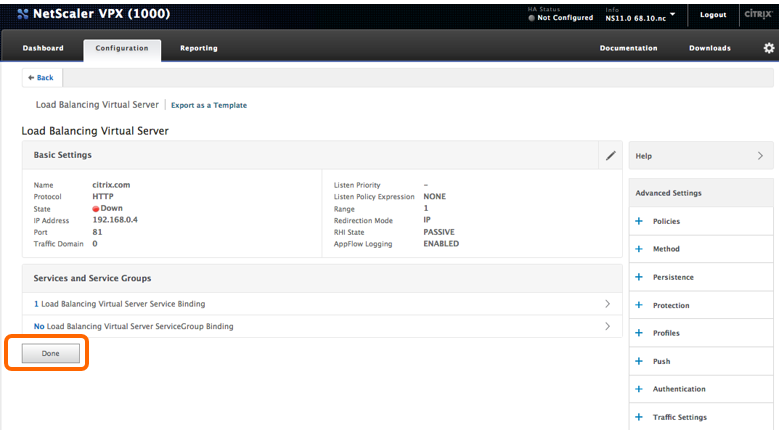 NetScaler VPX (1000)
HA Status
Not Configured
Info
NS11.0 68.10.nc
Logout
CİTRIX
Dashboard
Configuration
Reporting
Documentation
Downloads
Back
Load Balancing Virtual Server | Export as a Template
Load Balancing Virtual Server
Basic Settings
Name citrix.com
Protocol HTTP
State Down
IP Address 192.168.0.4
Port 81
Traffic Domain 0
Listen Priority -
Listen Policy Expression NONE
Range 1
Redirection Mode IP
RHI State PASSIVE
AppFlow Logging ENABLED
Services and Service Groups
1 Load Balancing Virtual Server Service Binding
No Load Balancing Virtual Server ServiceGroup Binding
Done
Help
Advanced Settings
+ Policies
+ Method
+ Persistence
+ Protection
+ Profiles
+ Push
+ Authentication
+ Traffic Settings